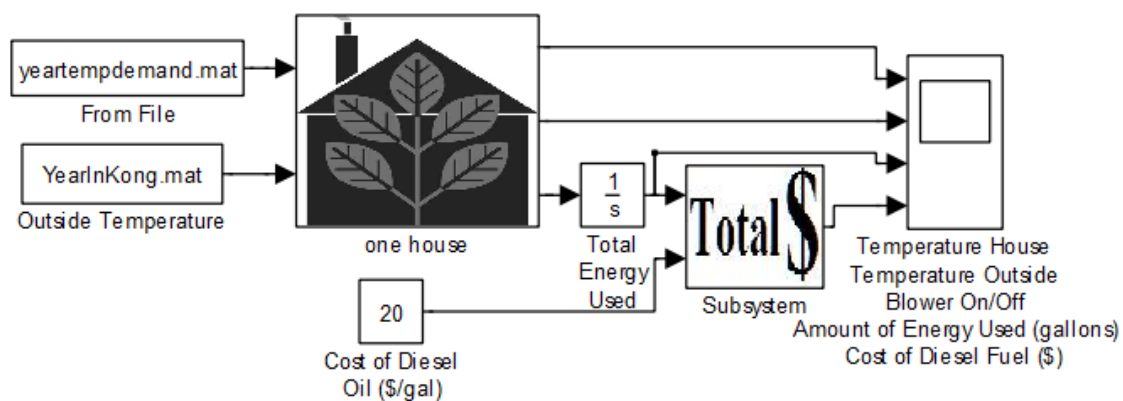 yeartempdemand.mat
From File
YearInKong.mat
Outside Temperature
one house
1
s
Total
Energy
Used
Total $
Subsystem
20
Cost of Diesel
Oil ($/gal)
Temperature House
Temperature Outside
Blower On/Off
Amount of Energy Used (gallons)
Cost of Diesel Fuel ($)